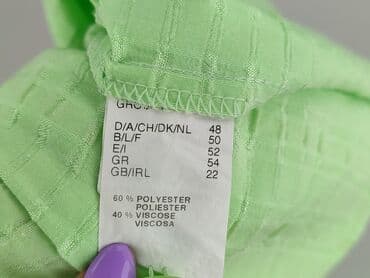 D/A/CH/DK/NL 48
B/L/F 50
E/I 52
GR 54
GB/IRL 22
60 % POLYESTER
POLIESTER
40 % VISCOSE
VISCOSA